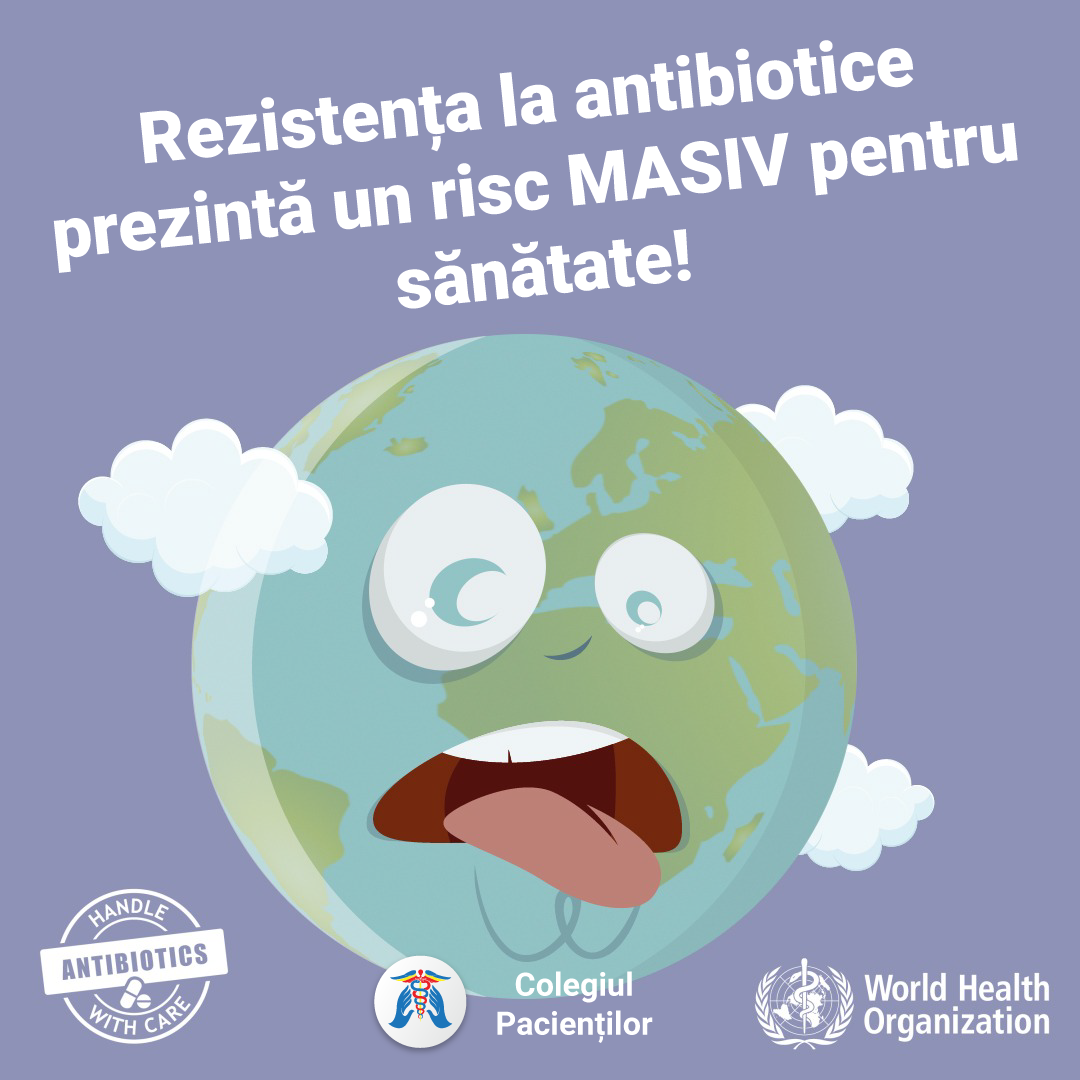 Rezistența la antibiotice
prezintă un risc MASIV pentru
sănătate!
HANDLE
ANTIBIOTICS
WITH CARE
Colegiul
Pacienților
World Health
Organization